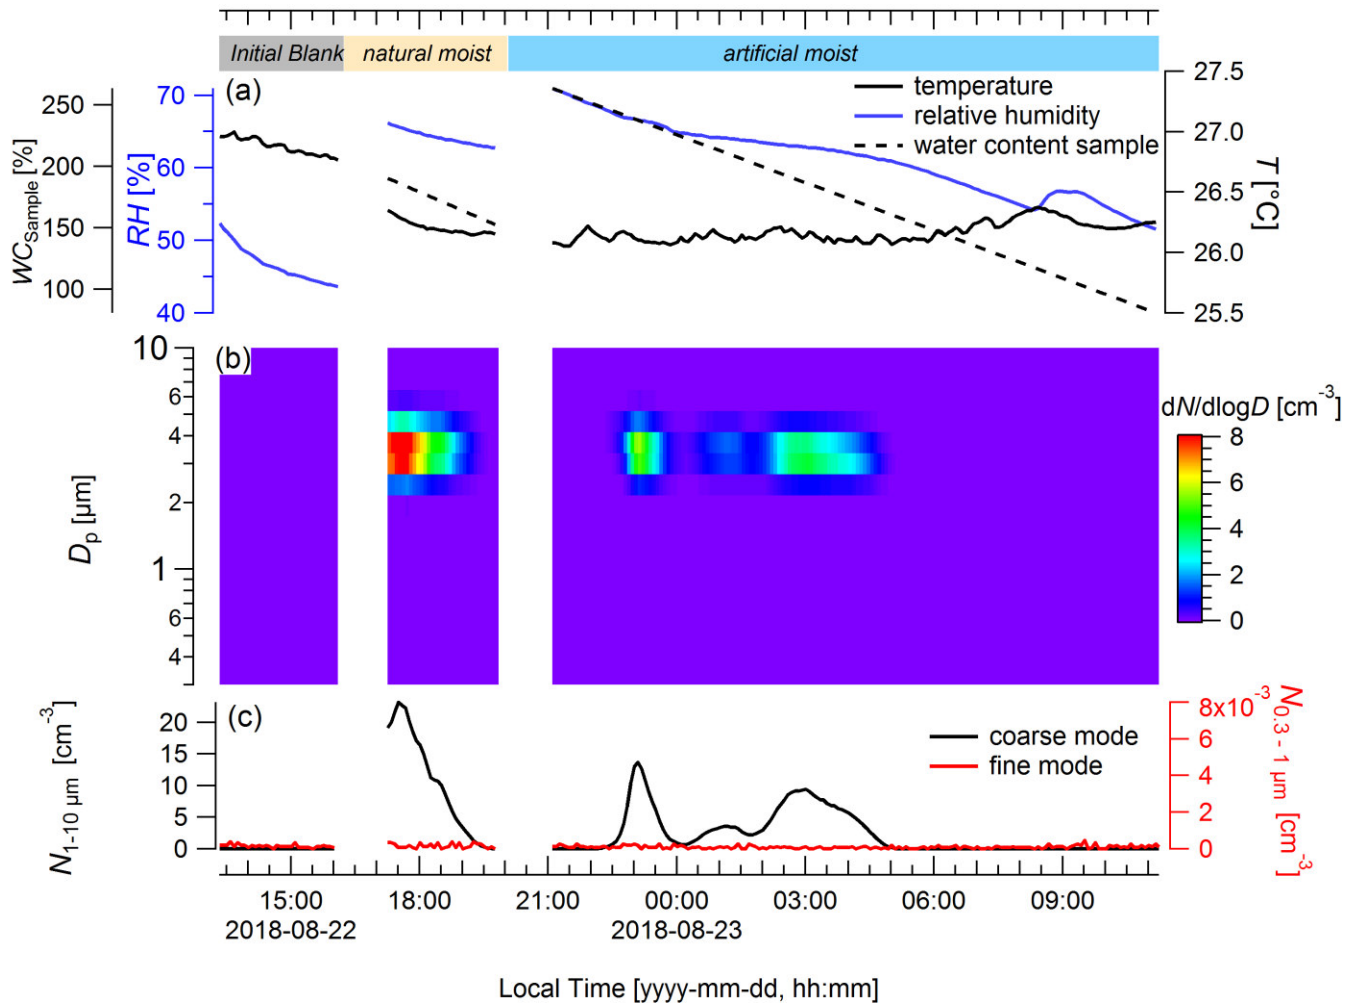 Initial Blank natural moist artificial moist
(a)
temperature
relative humidity
water content sample
WC_Sample [%]
250
200
150
100
RH [%]
70
60
50
40
T [°C]
27.5
27.0
26.5
26.0
25.5
(b)
D_p [µm]
10
6
4
2
1
6
4
dN/dlogD [cm⁻³]
8
6
4
2
0
(c)
coarse mode
fine mode
N_1-10 µm [cm⁻³]
20
15
10
5
0
N_0.3 - 1 µm [cm⁻³]
8x10⁻³
6
4
2
0
15:00 18:00 21:00 00:00 03:00 06:00 09:00
2018-08-22 2018-08-23
Local Time [yyyy-mm-dd, hh:mm]